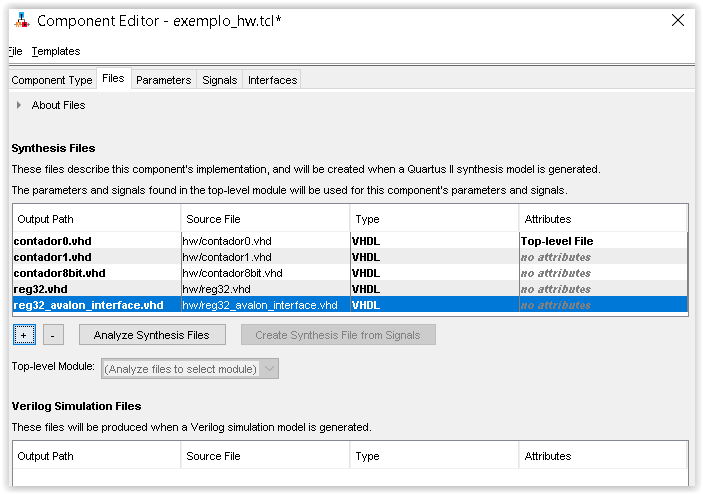 Component Editor - exemplo_hw.tcl*
File Templates
Component Type Files Parameters Signals Interfaces
About Files
Synthesis Files
These files describe this component's implementation, and will be created when a Quartus II synthesis model is generated.
The parameters and signals found in the top-level module will be used for this component's parameters and signals.
Output Path Source File Type Attributes
contador0.vhd hw/contador0.vhd VHDL Top-level File
contador1.vhd hw/contador1.vhd VHDL no attributes
contador8bit.vhd hw/contador8bit.vhd VHDL no attributes
reg32.vhd hw/reg32.vhd VHDL no attributes
reg32_avalon_interface.vhd hw/reg32_avalon_interface.vhd VHDL no attributes
+ - Analyze Synthesis Files Create Synthesis File from Signals
Top-level Module: (Analyze files to select module)
Verilog Simulation Files
These files will be produced when a Verilog simulation model is generated.
Output Path Source File Type Attributes